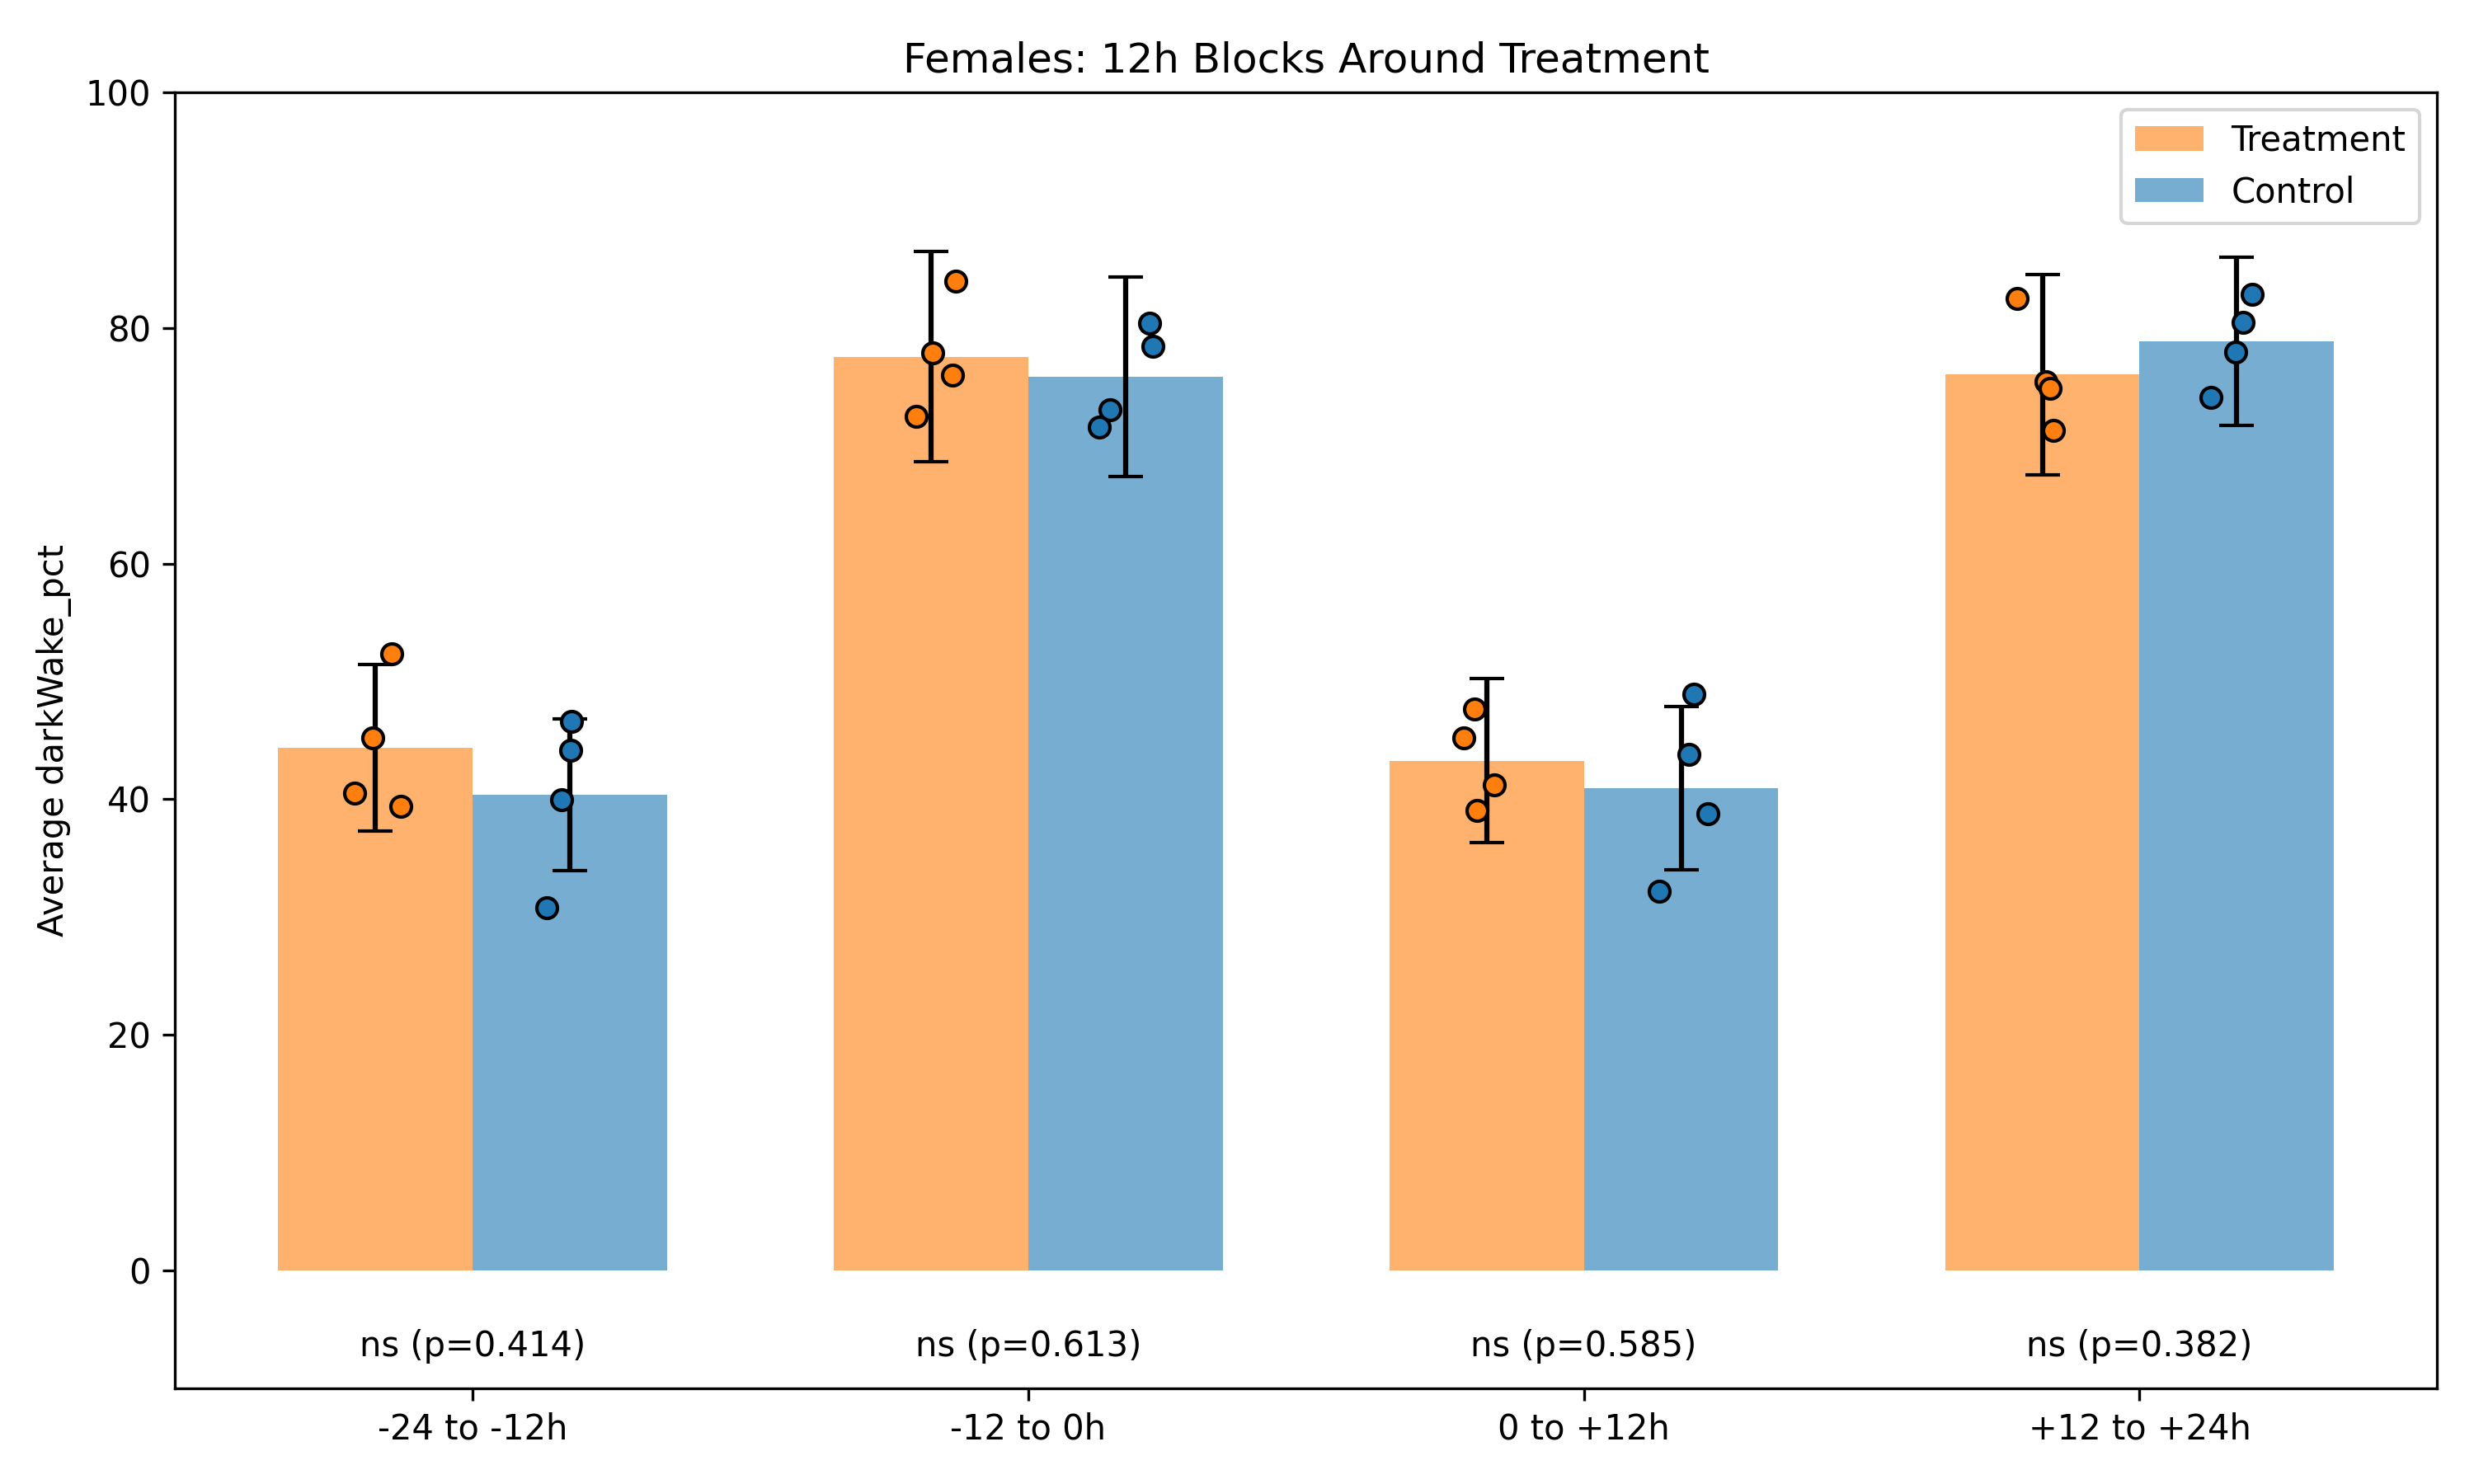 Females: 12h Blocks Around Treatment
100
80
60
40
20
0
Average darkWake_pct
Treatment
Control
ns (p=0.414)
ns (p=0.613)
ns (p=0.585)
ns (p=0.382)
-24 to -12h
-12 to 0h
0 to +12h
+12 to +24h